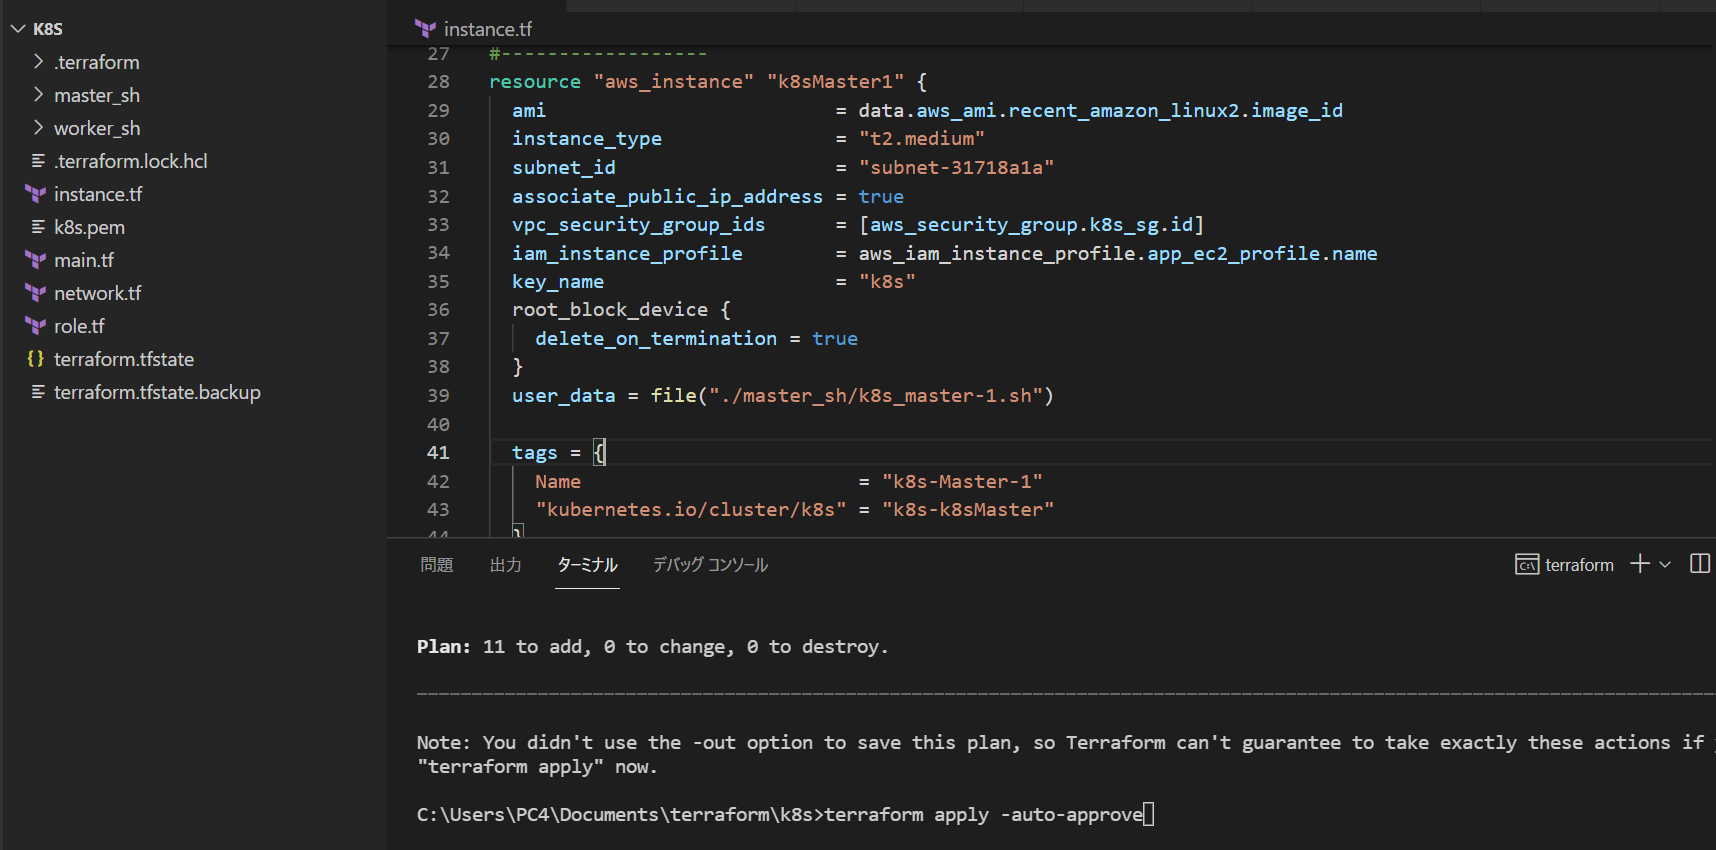 K8S
.terraform
master_sh
worker_sh
.terraform.lock.hcl
instance.tf
k8s.pem
main.tf
network.tf
role.tf
terraform.tfstate
terraform.tfstate.backup
instance.tf
27 #------------------
28 resource "aws_instance" "k8sMaster1" {
29 ami = data.aws_ami.recent_amazon_linux2.image_id
30 instance_type = "t2.medium"
31 subnet_id = "subnet-31718a1a"
32 associate_public_ip_address = true
33 vpc_security_group_ids = [aws_security_group.k8s_sg.id]
34 iam_instance_profile = aws_iam_instance_profile.app_ec2_profile.name
35 key_name = "k8s"
36 root_block_device {
37 delete_on_termination = true
38 }
39 user_data = file("./master_sh/k8s_master-1.sh")
40
41 tags = {
42 Name = "k8s-Master-1"
43 "kubernetes.io/cluster/k8s" = "k8s-k8sMaster"
44 }
問題 出力 ターミナル デバッグ コンソール
terraform
Plan: 11 to add, 0 to change, 0 to destroy.
Note: You didn't use the -out option to save this plan, so Terraform can't guarantee to take exactly these actions if
"terraform apply" now.
C:\Users\PC4\Documents\terraform\k8s>terraform apply -auto-approve